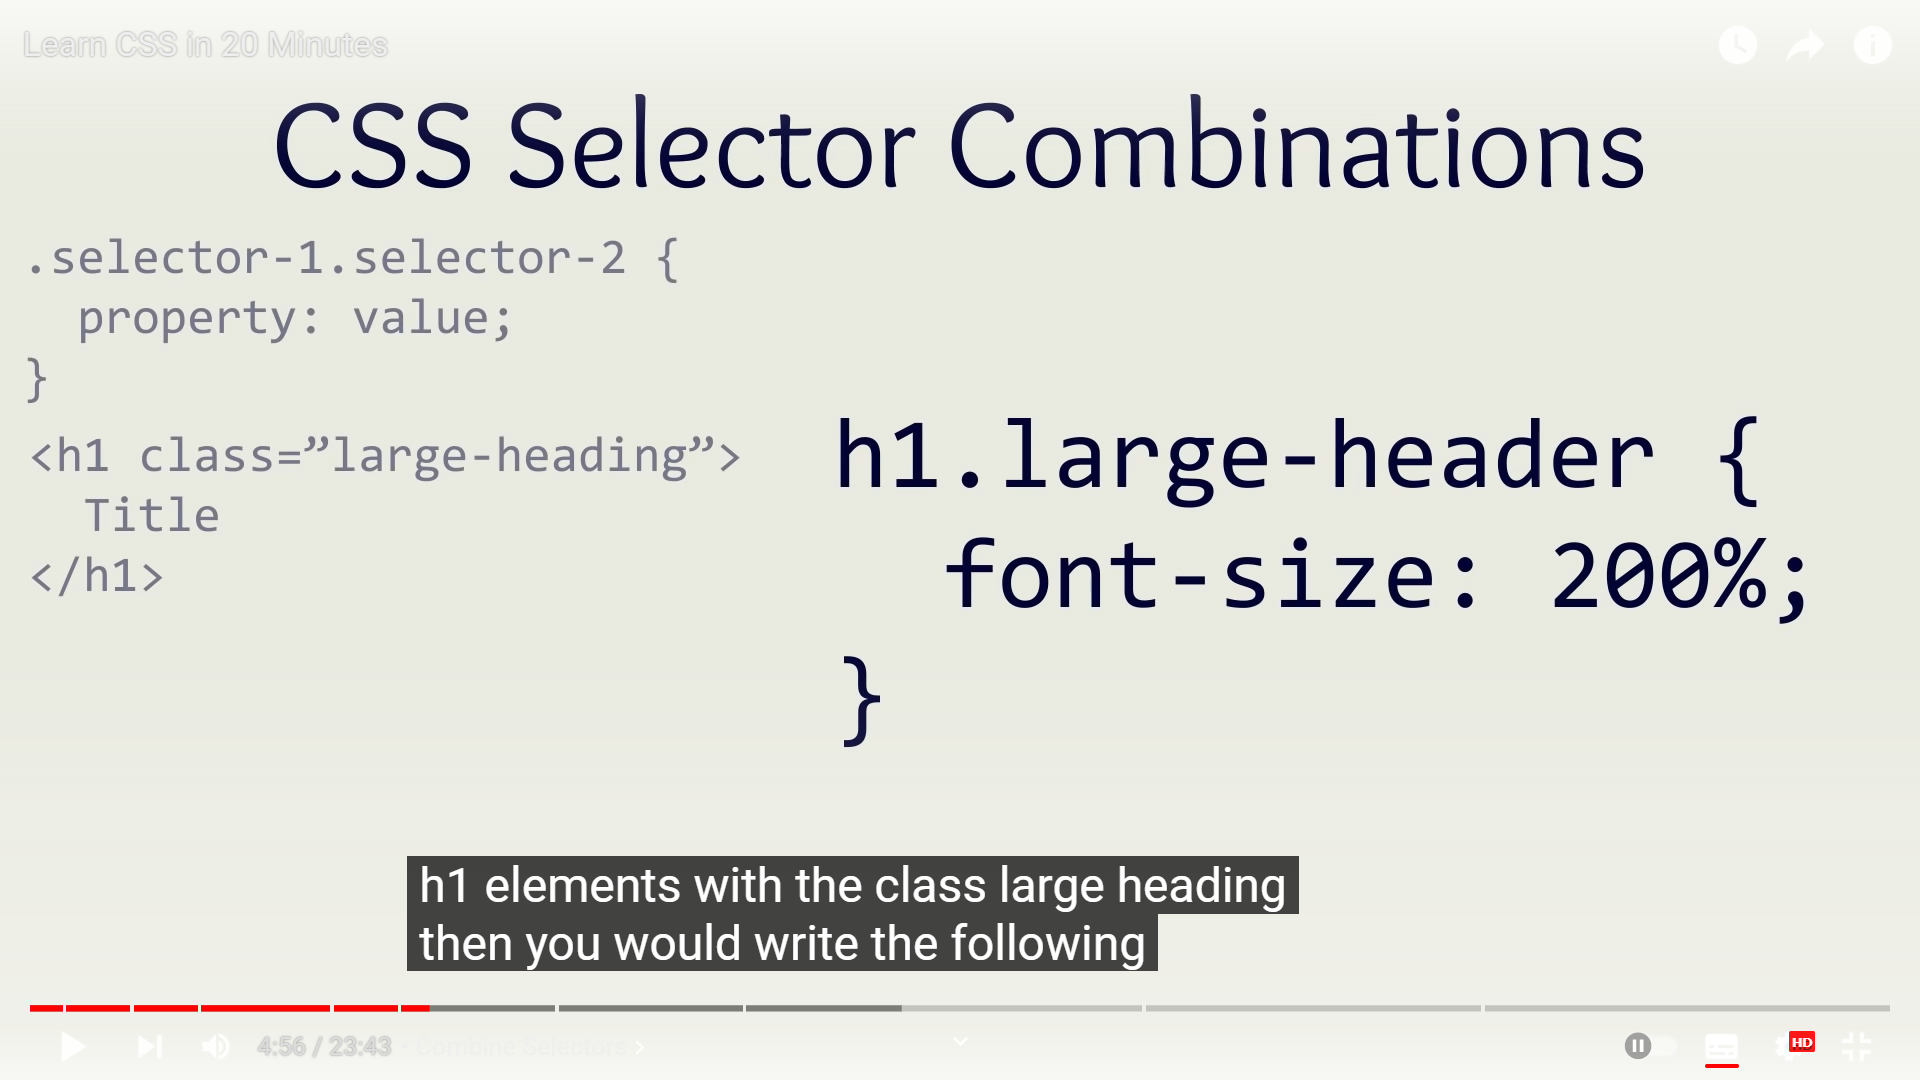 Learn CSS in 20 Minutes
CSS Selector Combinations
.selector-1.selector-2 {
  property: value;
}
<h1 class=”large-heading”>
  Title
</h1>
h1.large-header {
  font-size: 200%;
}
h1 elements with the class large heading
then you would write the following
4:56 / 23:43 · Combine Selectors
HD